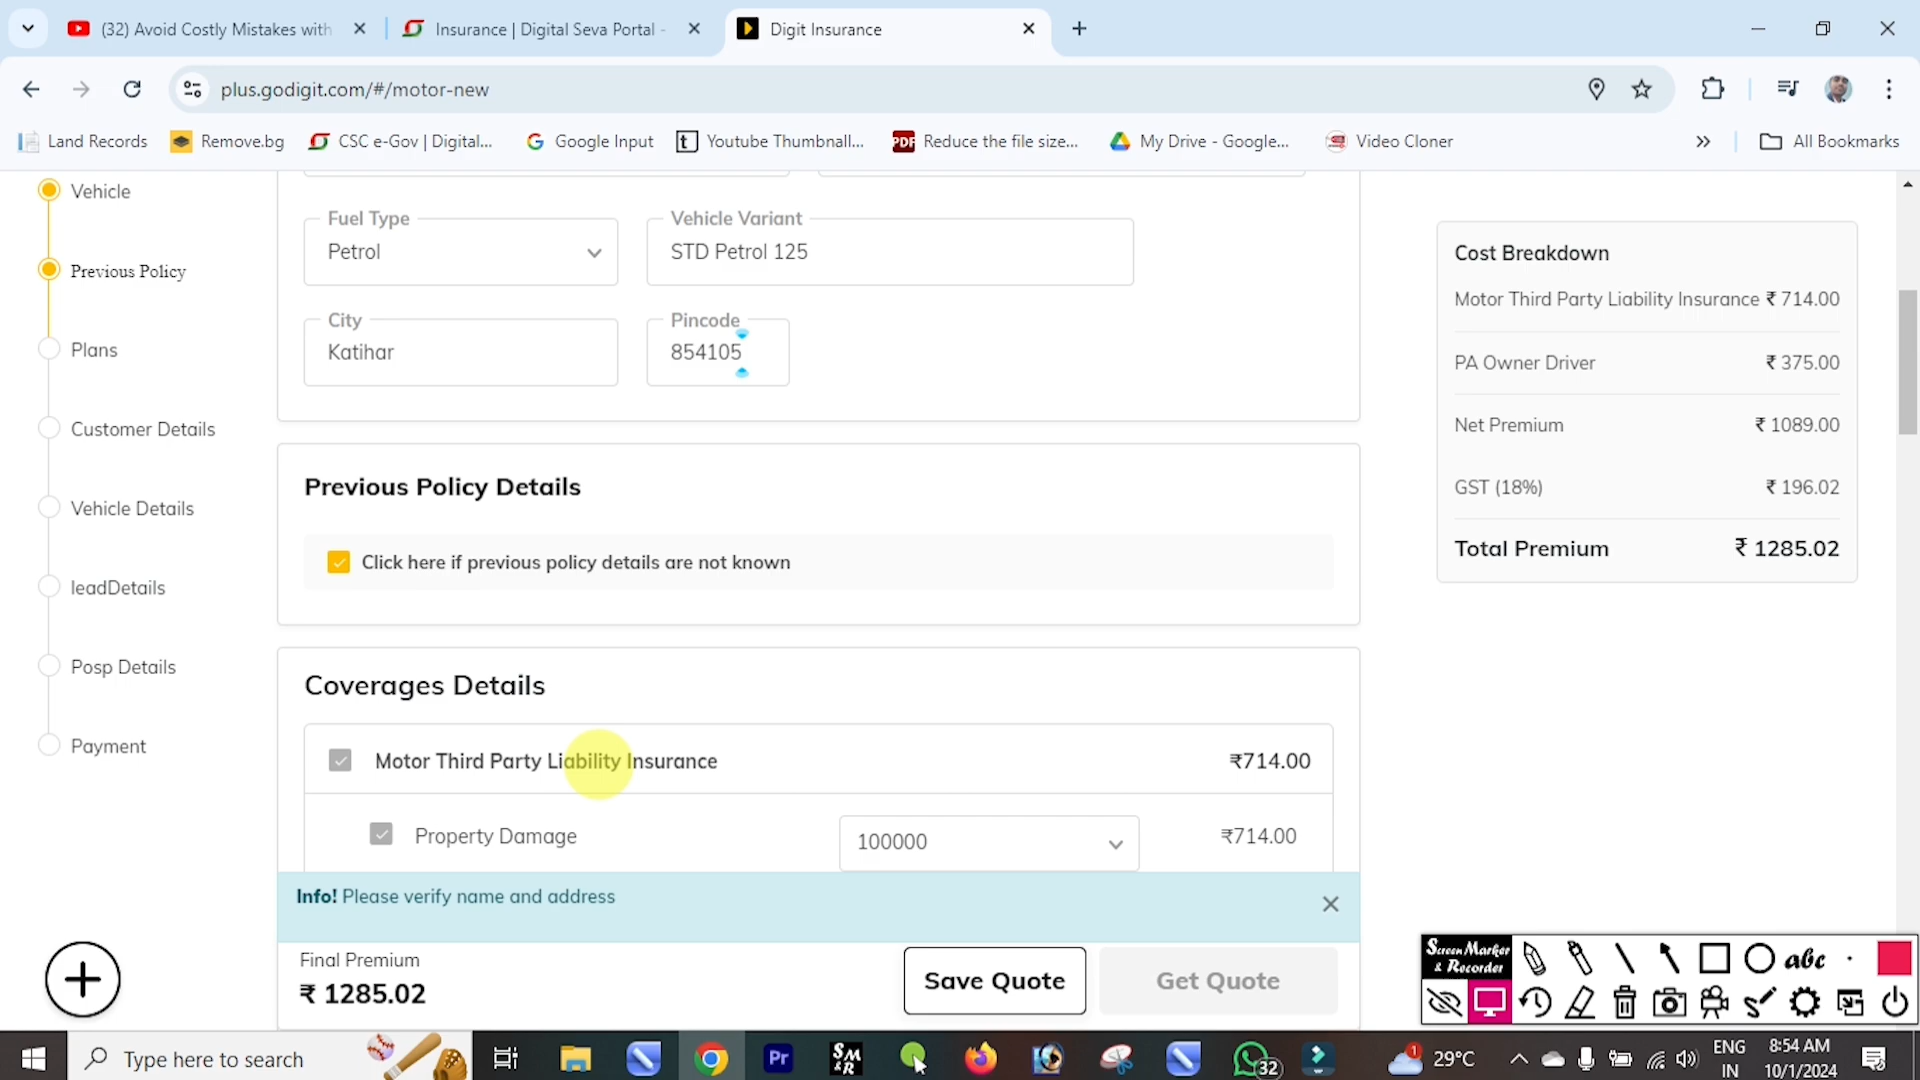 (32) Avoid Costly Mistakes with
Insurance | Digital Seva Portal -
Digit Insurance
plus.godigit.com/#/motor-new
Land Records
Remove.bg
CSC e-Gov | Digital...
Google Input
Youtube Thumbnall...
PDF
Reduce the file size...
My Drive - Google...
Video Cloner
All Bookmarks
Vehicle
Previous Policy
Plans
Customer Details
Vehicle Details
leadDetails
Posp Details
Payment
Fuel Type
Petrol
Vehicle Variant
STD Petrol 125
City
Katihar
Pincode
854105
Previous Policy Details
Click here if previous policy details are not known
Coverages Details
Motor Third Party Liability Insurance ₹714.00
Property Damage 100000 ₹714.00
Info! Please verify name and address
Final Premium
₹ 1285.02
Save Quote
Get Quote
Cost Breakdown
Motor Third Party Liability Insurance ₹ 714.00
PA Owner Driver ₹ 375.00
Net Premium ₹ 1089.00
GST (18%) ₹ 196.02
Total Premium ₹ 1285.02
Screen Marker
& Recorder
abc
Type here to search
Pr
SM
&R
32
1
29°C
ENG
IN
8:54 AM
10/1/2024